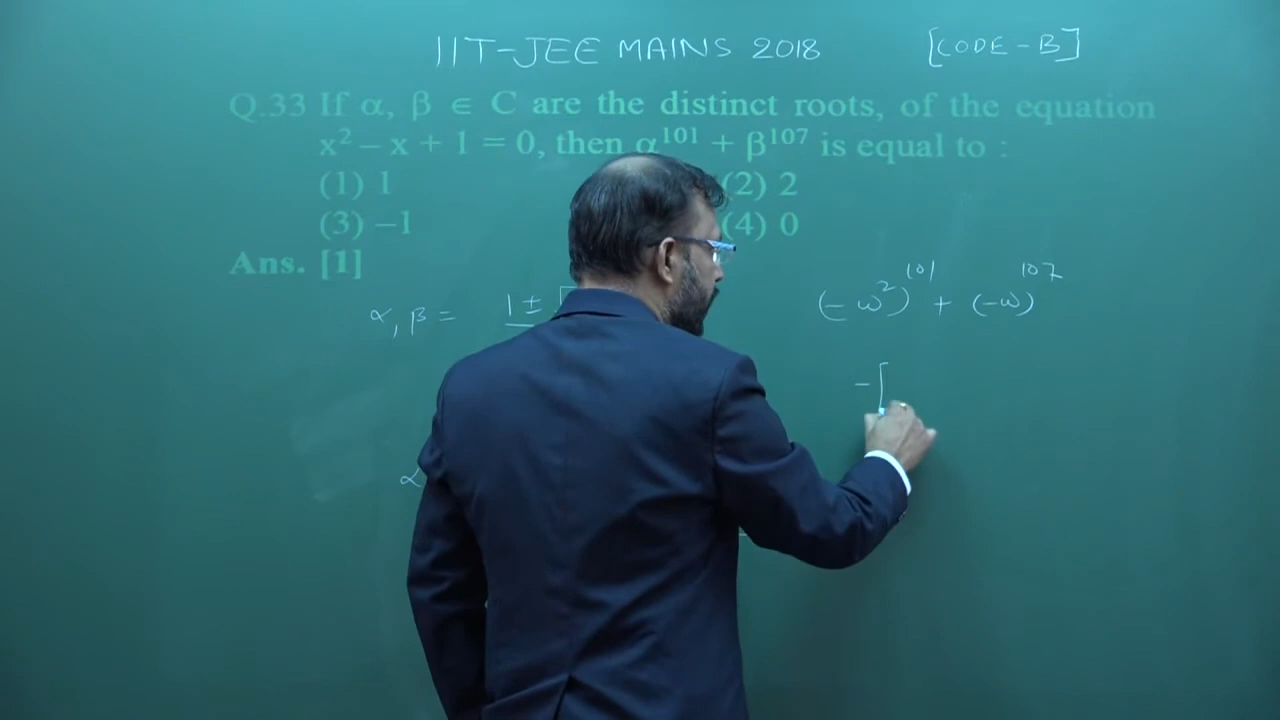 IIT-JEE MAINS 2018 [CODE-B]
Q.33 If α, β ∈ C are the distinct roots, of the equation
x² – x + 1 = 0, then α¹⁰¹ + β¹⁰⁷ is equal to :
(1) 1 (2) 2
(3) –1 (4) 0
Ans. [1]
α, β = 1 ±
(-ω²)¹⁰¹ + (-ω)¹⁰⁷
-[
α